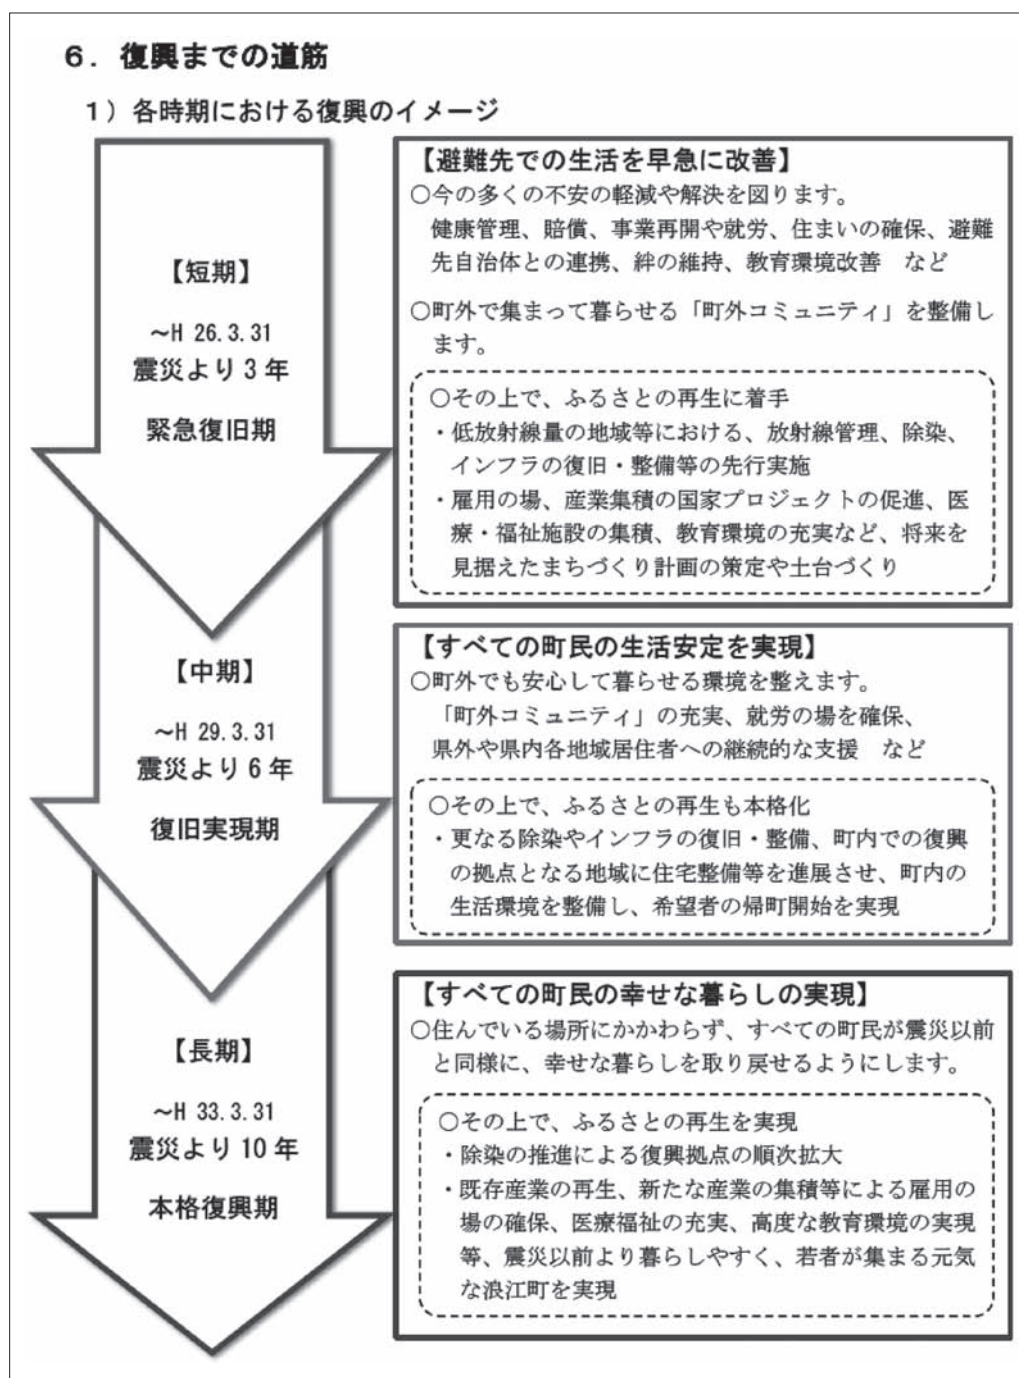 ６．復興までの道筋
１）各時期における復興のイメージ
【短期】
～H 26.3.31
震災より 3 年
緊急復旧期
【避難先での生活を早急に改善】
○今の多くの不安の軽減や解決を図ります。
健康管理、賠償、事業再開や就労、住まいの確保、避難
先自治体との連携、絆の維持、教育環境改善　など
○町外で集まって暮らせる「町外コミュニティ」を整備し
ます。
○その上で、ふるさとの再生に着手
・低放射線量の地域等における、放射線管理、除染、
インフラの復旧・整備等の先行実施
・雇用の場、産業集積の国家プロジェクトの促進、医
療・福祉施設の集積、教育環境の充実など、将来を
見据えたまちづくり計画の策定や土台づくり
【中期】
～H 29.3.31
震災より 6 年
復旧実現期
【すべての町民の生活安定を実現】
○町外でも安心して暮らせる環境を整えます。
「町外コミュニティ」の充実、就労の場を確保、
県外や県内各地域居住者への継続的な支援　など
○その上で、ふるさとの再生も本格化
・更なる除染やインフラの復旧・整備、町内での復興
の拠点となる地域に住宅整備等を進展させ、町内の
生活環境を整備し、希望者の帰町開始を実現
【長期】
～H 33.3.31
震災より 10 年
本格復興期
【すべての町民の幸せな暮らしの実現】
○住んでいる場所にかかわらず、すべての町民が震災以前
と同様に、幸せな暮らしを取り戻せるようにします。
○その上で、ふるさとの再生を実現
・除染の推進による復興拠点の順次拡大
・既存産業の再生、新たな産業の集積等による雇用の
場の確保、医療福祉の充実、高度な教育環境の実現
等、震災以前より暮らしやすく、若者が集まる元気
な浪江町を実現